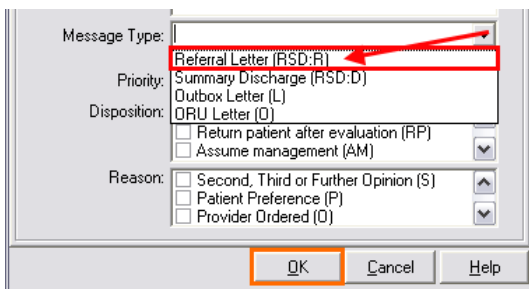 Message Type:
Referral Letter (RSD:R)
Priority: Summary Discharge (RSD:D)
Outbox Letter (L)
Disposition: ORU Letter (O)
Return patient after evaluation (RP)
Assume management (AM)
Reason: Second, Third or Further Opinion (S)
Patient Preference (P)
Provider Ordered (O)
OK Cancel Help